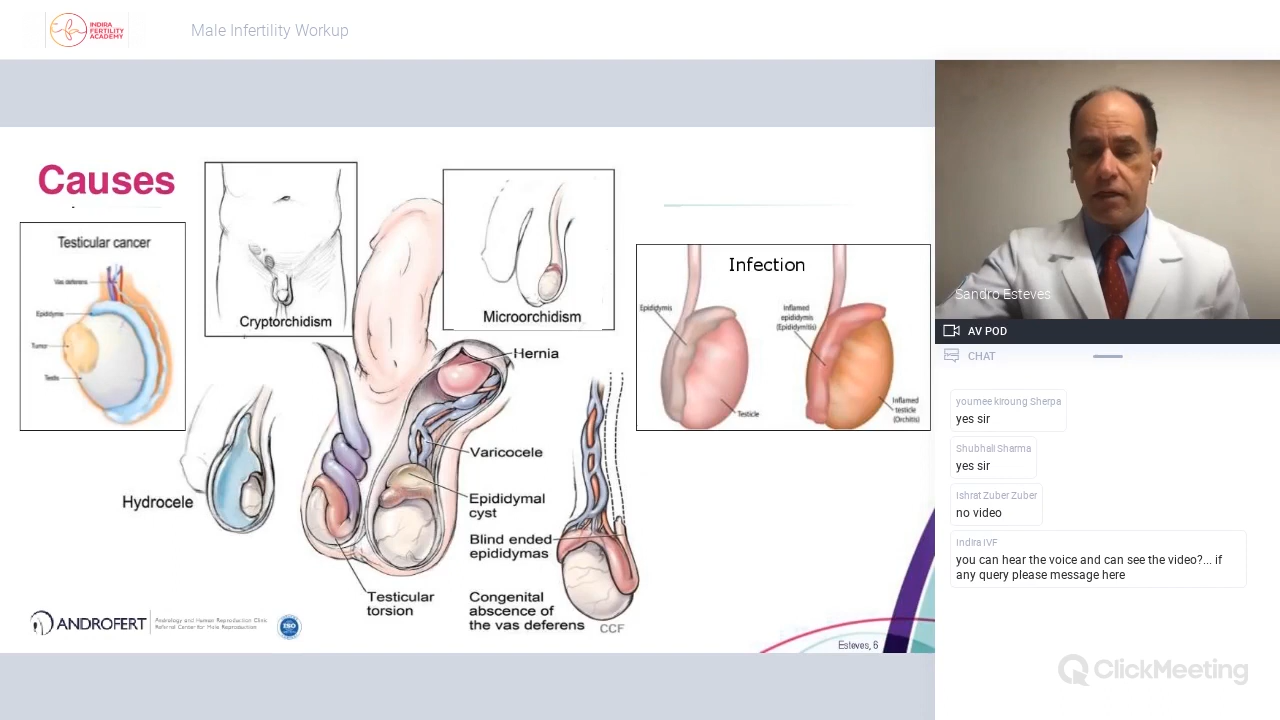 INDIRA
FERTILITY
ACADEMY
Male Infertility Workup
Causes
Testicular cancer
Vas deferens
Epididyms
Tumor
Testis
Cryptorchidism
Microorchidism
Infection
Epididymis
Testicle
Inflamed
epididymis
(Epididymitis)
Inflamed
testicle
(Orchitis)
Hernia
Varicocele
Epididymal
cyst
Hydrocele
Blind ended
epididymas
Testicular
torsion
Congenital
abscence of
the vas deferens
CCF
ANDROFERT
Andrology and Human Reproduction Clinic
Referral Center for Male Reproduction
ISO
Esteves, 6
Sandro Esteves
AV POD
CHAT
youmee kiroung Sherpa
yes sir
Shubhali Sharma
yes sir
Ishrat Zuber Zuber
no video
Indira IVF
you can hear the voice and can see the video?... if
any query please message here
ClickMeeting